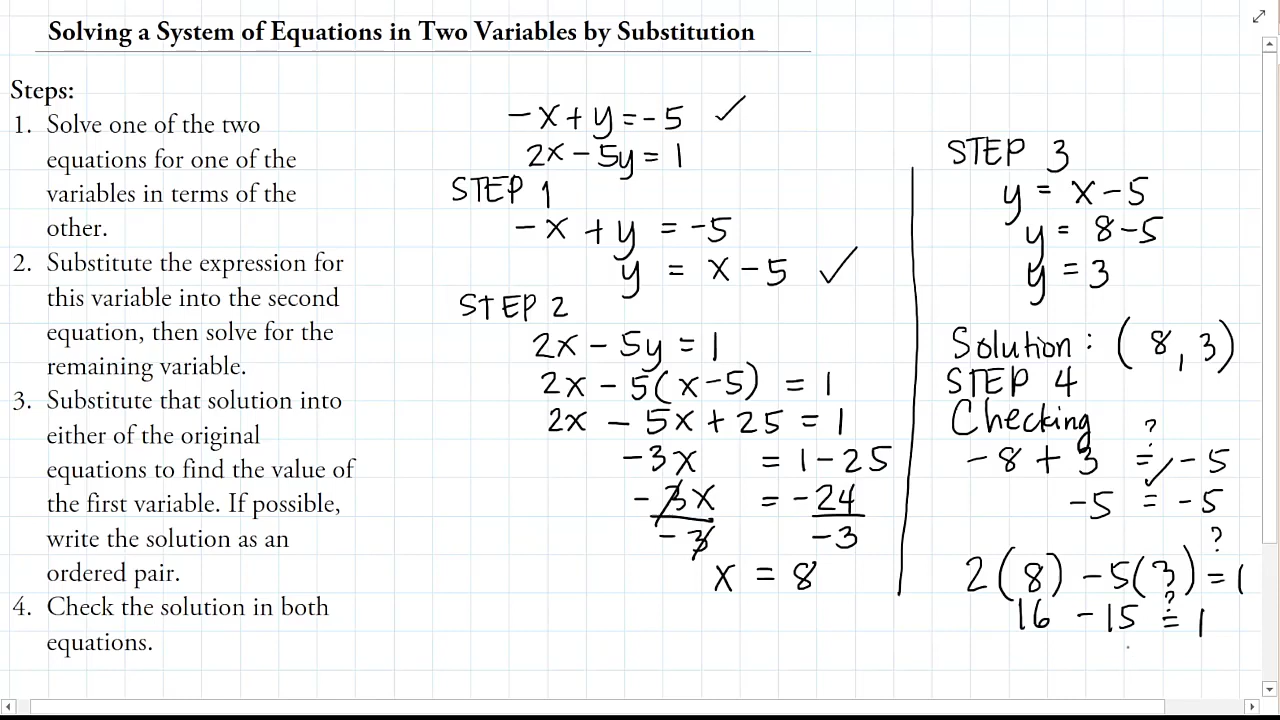 Solving a System of Equations in Two Variables by Substitution
Steps:
1. Solve one of the two
equations for one of the
variables in terms of the
other.
2. Substitute the expression for
this variable into the second
equation, then solve for the
remaining variable.
3. Substitute that solution into
either of the original
equations to find the value of
the first variable. If possible,
write the solution as an
ordered pair.
4. Check the solution in both
equations.
-x + y = -5 ✓
2x - 5y = 1
STEP 1
-x + y = -5
y = x - 5 ✓
STEP 2
2x - 5y = 1
2x - 5(x-5) = 1
2x - 5x + 25 = 1
-3x = 1 - 25
-3x = -24
-3 -3
x = 8
STEP 3
y = x - 5
y = 8 - 5
y = 3
Solution: (8, 3)
STEP 4
Checking
?
-8 + 3 = -5
✓
-5 = -5
?
2(8) - 5(3) = 1
?
16 - 15 = 1